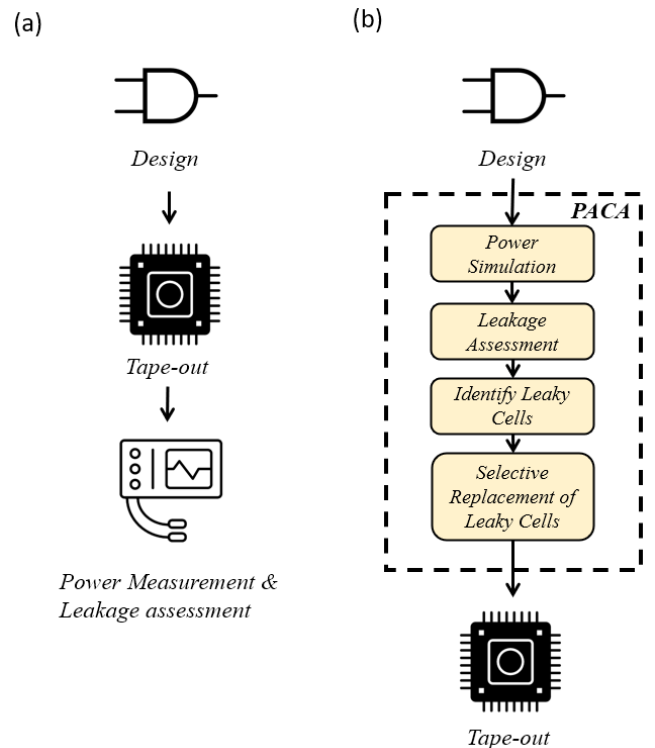 (a)
Design
Tape-out
Power Measurement &
Leakage assessment
(b)
Design
PACA
Power
Simulation
Leakage
Assessment
Identify Leaky
Cells
Selective
Replacement of
Leaky Cells
Tape-out